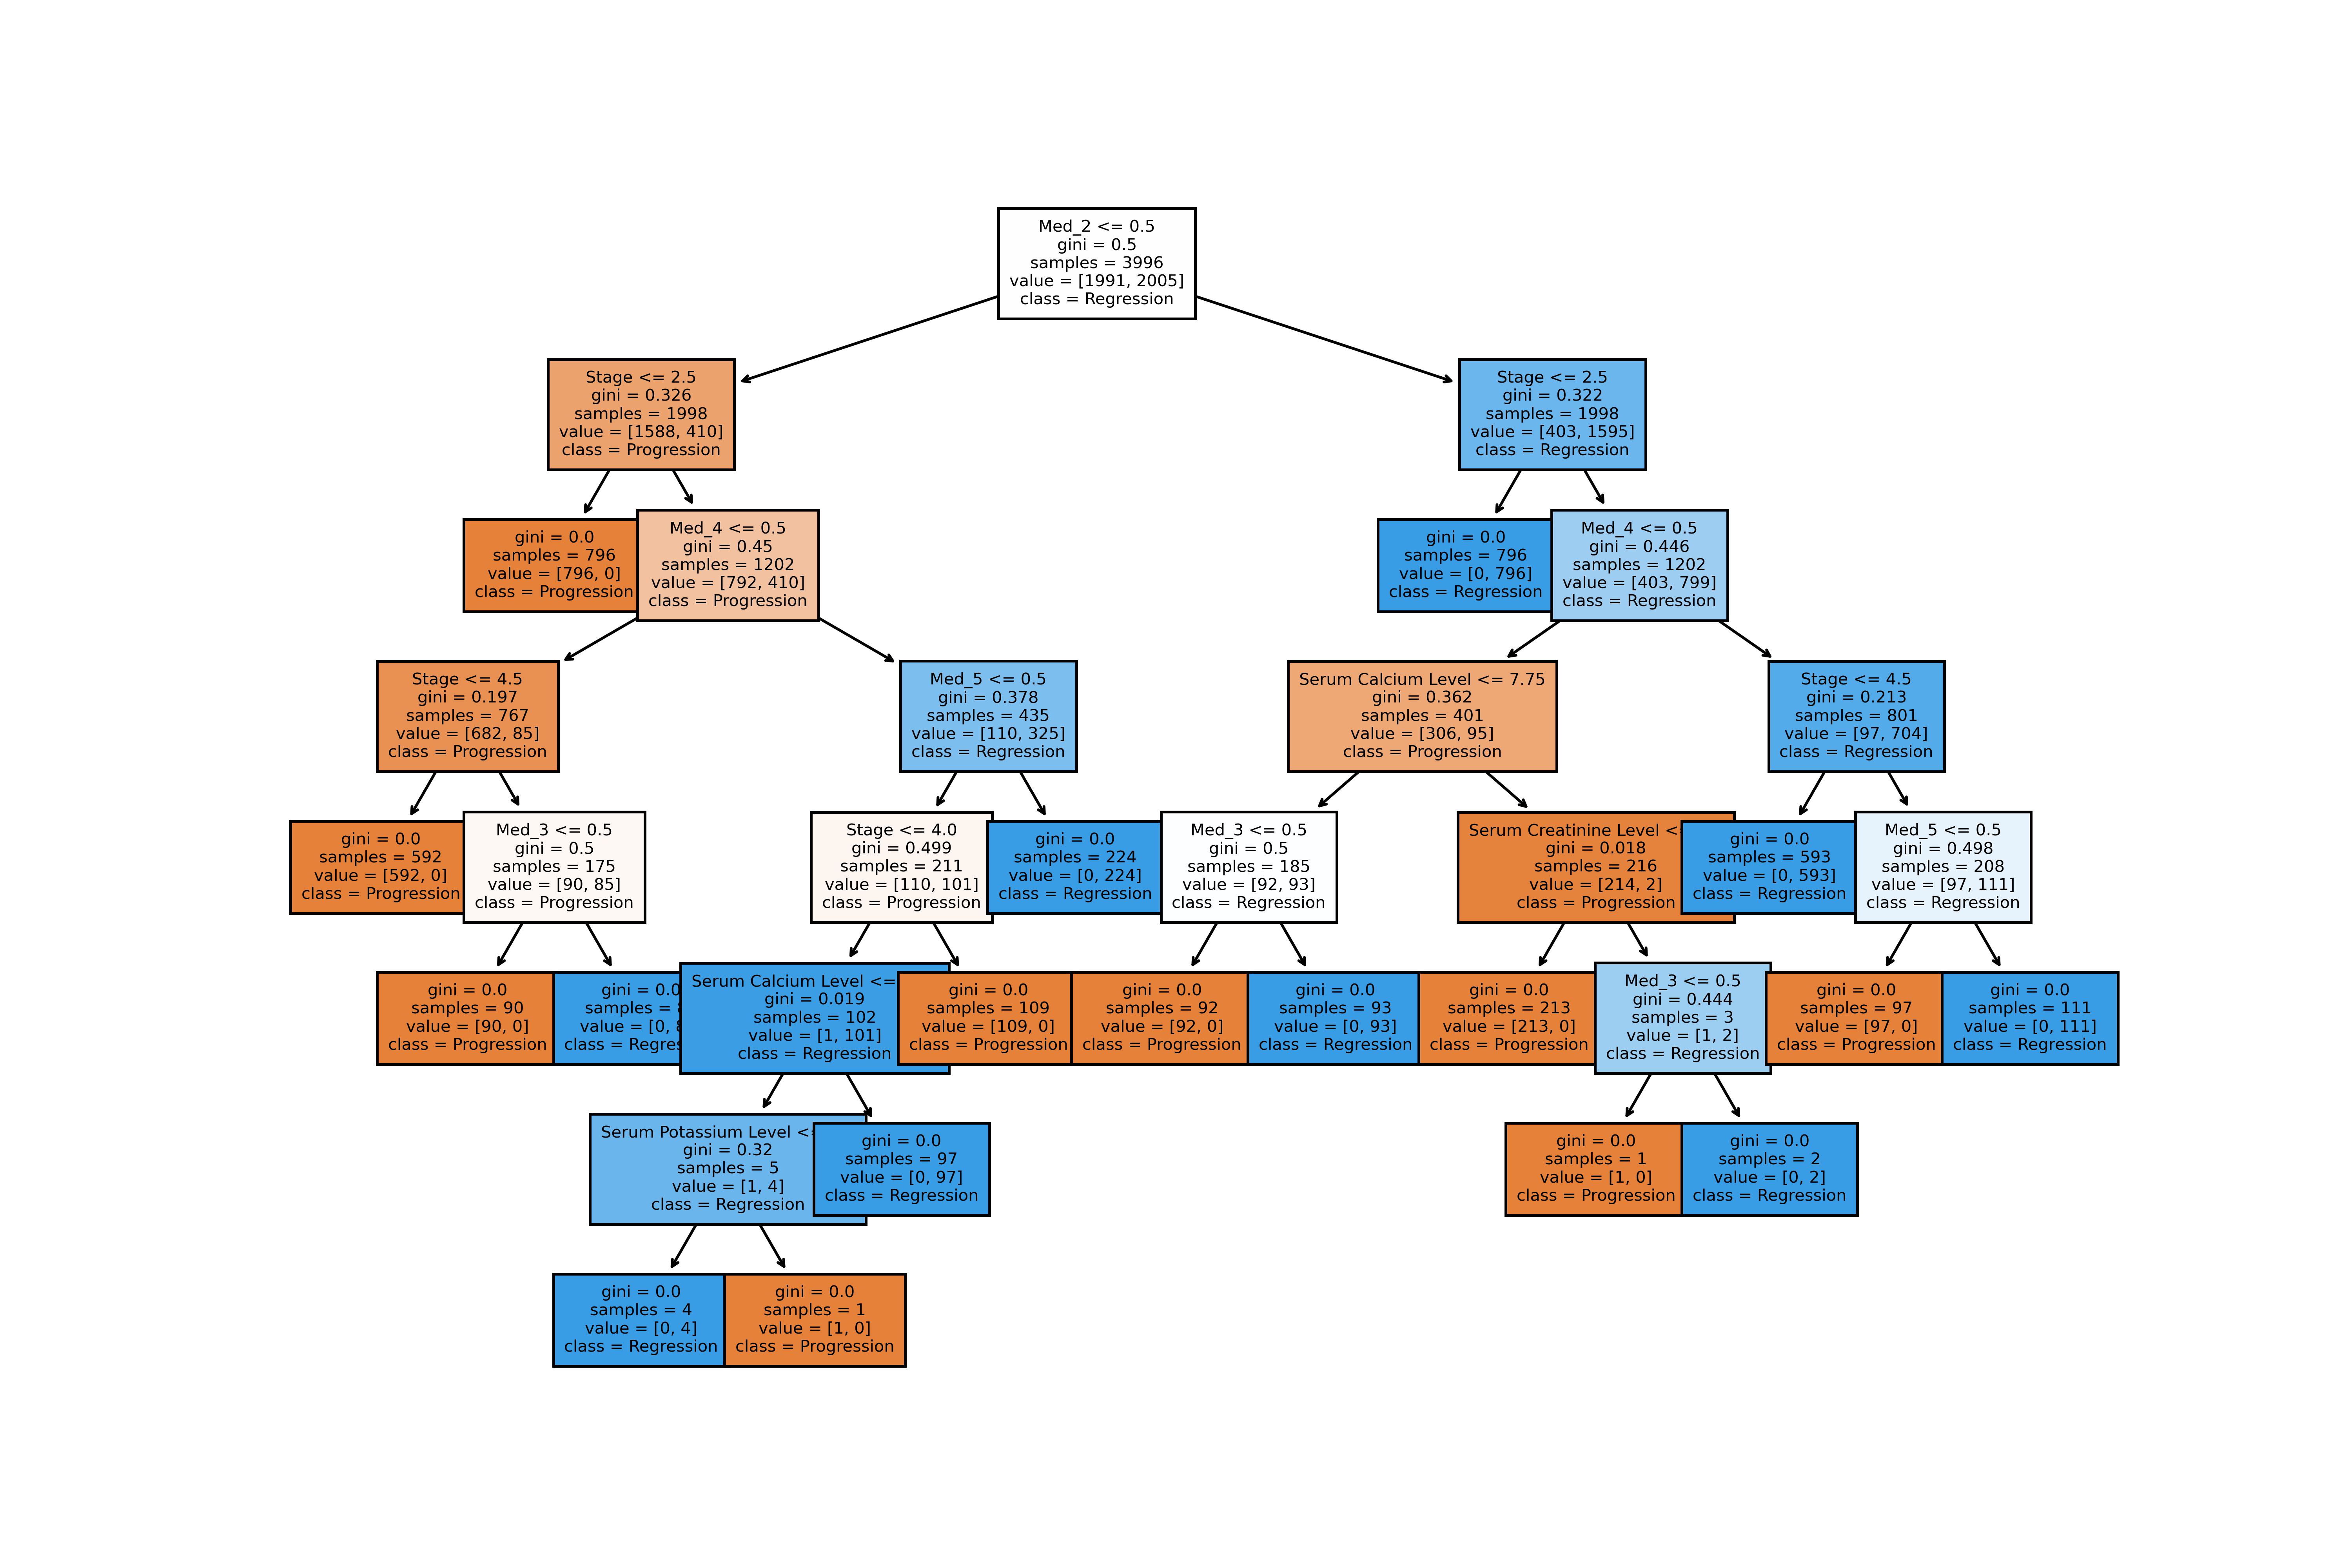 Med_2 <= 0.5
gini = 0.5
samples = 3996
value = [1991, 2005]
class = Regression
Stage <= 2.5
gini = 0.326
samples = 1998
value = [1588, 410]
class = Progression
Stage <= 2.5
gini = 0.322
samples = 1998
value = [403, 1595]
class = Regression
gini = 0.0
samples = 796
value = [796, 0]
class = Progression
Med_4 <= 0.5
gini = 0.45
samples = 1202
value = [792, 410]
class = Progression
gini = 0.0
samples = 796
value = [0, 796]
class = Regression
Med_4 <= 0.5
gini = 0.446
samples = 1202
value = [403, 799]
class = Regression
Stage <= 4.5
gini = 0.197
samples = 767
value = [682, 85]
class = Progression
Med_5 <= 0.5
gini = 0.378
samples = 435
value = [110, 325]
class = Regression
Serum Calcium Level <= 7.75
gini = 0.362
samples = 401
value = [306, 95]
class = Progression
Stage <= 4.5
gini = 0.213
samples = 801
value = [97, 704]
class = Regression
gini = 0.0
samples = 592
value = [592, 0]
class = Progression
Med_3 <= 0.5
gini = 0.5
samples = 175
value = [90, 85]
class = Progression
Stage <= 4.0
gini = 0.499
samples = 211
value = [110, 101]
class = Progression
gini = 0.0
samples = 224
value = [0, 224]
class = Regression
Med_3 <= 0.5
gini = 0.5
samples = 185
value = [92, 93]
class = Regression
Serum Creatinine Level
gini = 0.018
samples = 216
value = [214, 2]
class = Progression
gini = 0.0
samples = 593
value = [0, 593]
class = Regression
Med_5 <= 0.5
gini = 0.498
samples = 208
value = [97, 111]
class = Regression
gini = 0.0
samples = 90
value = [90, 0]
class = Progression
gini = 0.0
samples =
value = [0,
class =
Serum Calcium Level <=
gini = 0.019
samples = 102
value = [1, 101]
class = Regression
gini = 0.0
samples = 109
value = [109, 0]
class = Progression
gini = 0.0
samples = 92
value = [92, 0]
class = Progression
gini = 0.0
samples = 93
value = [0, 93]
class = Regression
gini = 0.0
samples = 213
value = [213, 0]
class = Progression
Med_3 <= 0.5
gini = 0.444
samples = 3
value = [1, 2]
class = Regression
gini = 0.0
samples = 97
value = [97, 0]
class = Progression
gini = 0.0
samples = 111
value = [0, 111]
class = Regression
Serum Potassium Level
gini = 0.32
samples = 5
value = [1, 4]
class = Regression
gini = 0.0
samples = 97
value = [0, 97]
class = Regression
gini = 0.0
samples = 1
value = [1, 0]
class = Progression
gini = 0.0
samples = 2
value = [0, 2]
class = Regression
gini = 0.0
samples = 4
value = [0, 4]
class = Regression
gini = 0.0
samples = 1
value = [1, 0]
class = Progression